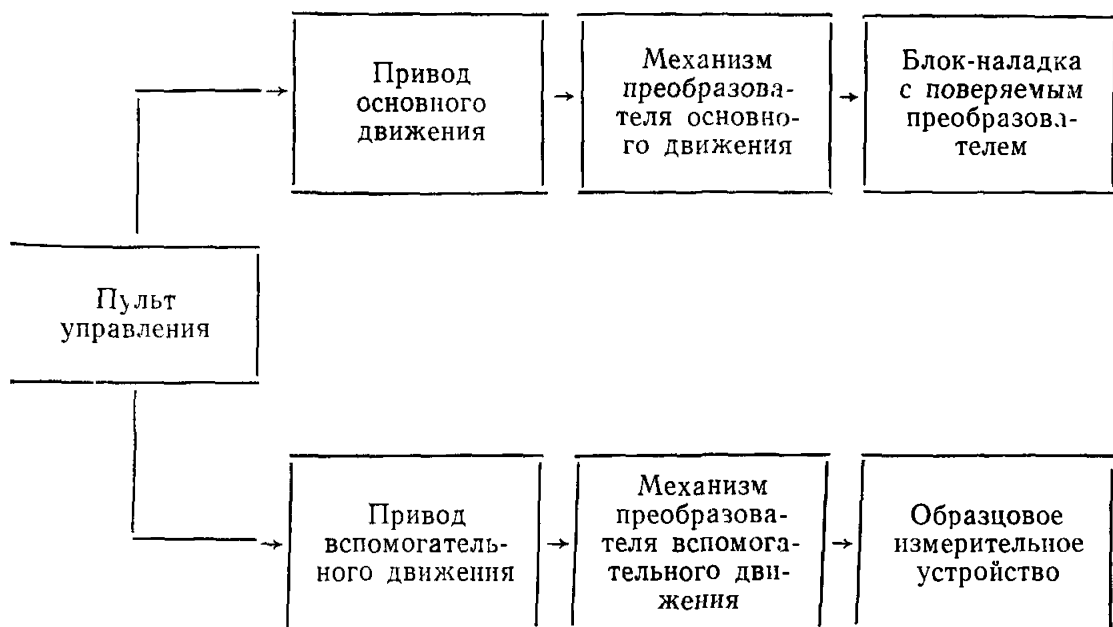 Привод
основного
движения
Механизм
преобразова-
теля основно-
го движения
Блок-наладка
с поверяемым
преобразова-
телем
Пульт
управления
Привод
вспомогатель-
ного движения
Механизм
преобразова-
теля вспомога-
тельного дви-
жения
Образцовое
измерительное
устройство